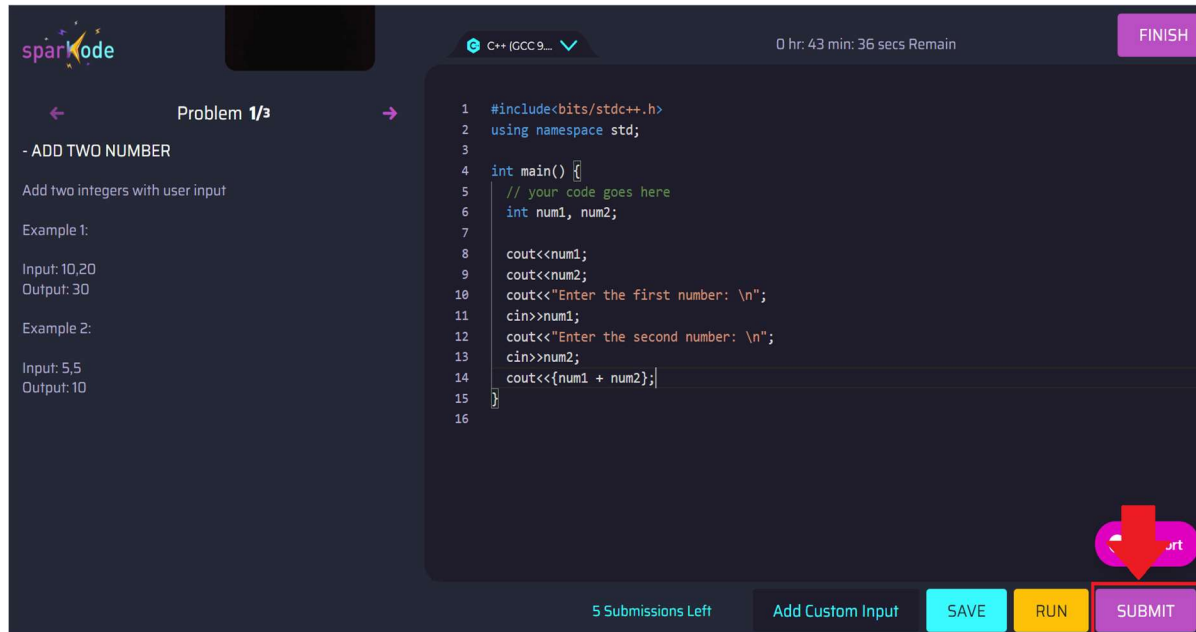 sparkode
C++ (GCC 9....
0 hr: 43 min: 36 secs Remain
FINISH
Problem 1/3
- ADD TWO NUMBER
Add two integers with user input
Example 1:
Input: 10,20
Output: 30
Example 2:
Input: 5,5
Output: 10
1 #include<bits/stdc++.h>
2 using namespace std;
3
4 int main() {
5 // your code goes here
6 int num1, num2;
7
8 cout<<num1;
9 cout<<num2;
10 cout<<"Enter the first number: \n";
11 cin>>num1;
12 cout<<"Enter the second number: \n";
13 cin>>num2;
14 cout<<{num1 + num2};
15 }
16
5 Submissions Left
Add Custom Input
SAVE
RUN
SUBMIT